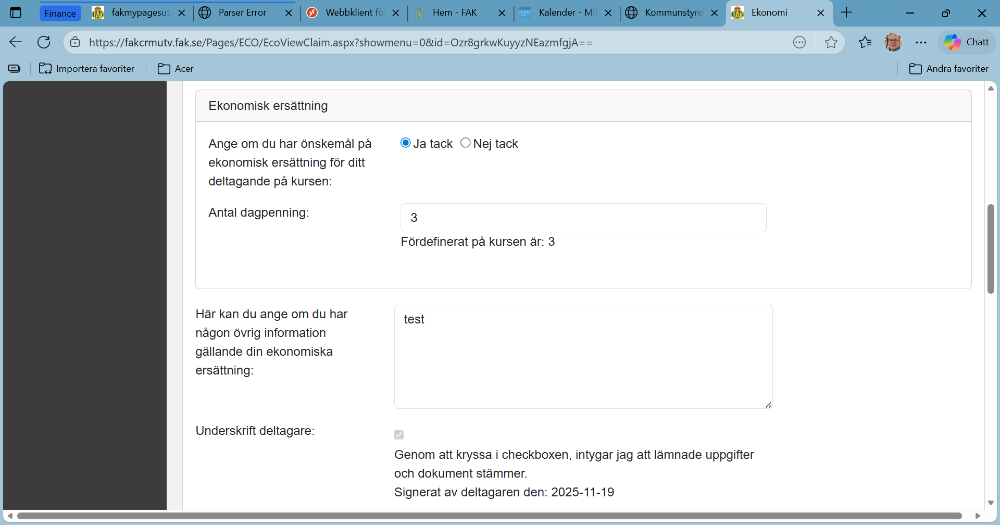 Finance
fakmypagesut
Parser Error
Webbklient fö
Hem - FAK
Kalender - Mi
Kommunstyre
Ekonomi
https://fakcrmutv.fak.se/Pages/ECO/EcoViewClaim.aspx?showmenu=0&id=Ozr8grkwKuyyzNEazmfgjA==
Chatt
Importera favoriter
Acer
Andra favoriter
Ekonomisk ersättning
Ange om du har önskemål på
ekonomisk ersättning för ditt
deltagande på kursen:
Ja tack
Nej tack
Antal dagpenning:
3
Fördefinerat på kursen är: 3
Här kan du ange om du har
någon övrig information
gällande din ekonomiska
ersättning:
test
Underskrift deltagare:
Genom att kryssa i checkboxen, intygar jag att lämnade uppgifter
och dokument stämmer.
Signerat av deltagaren den: 2025-11-19